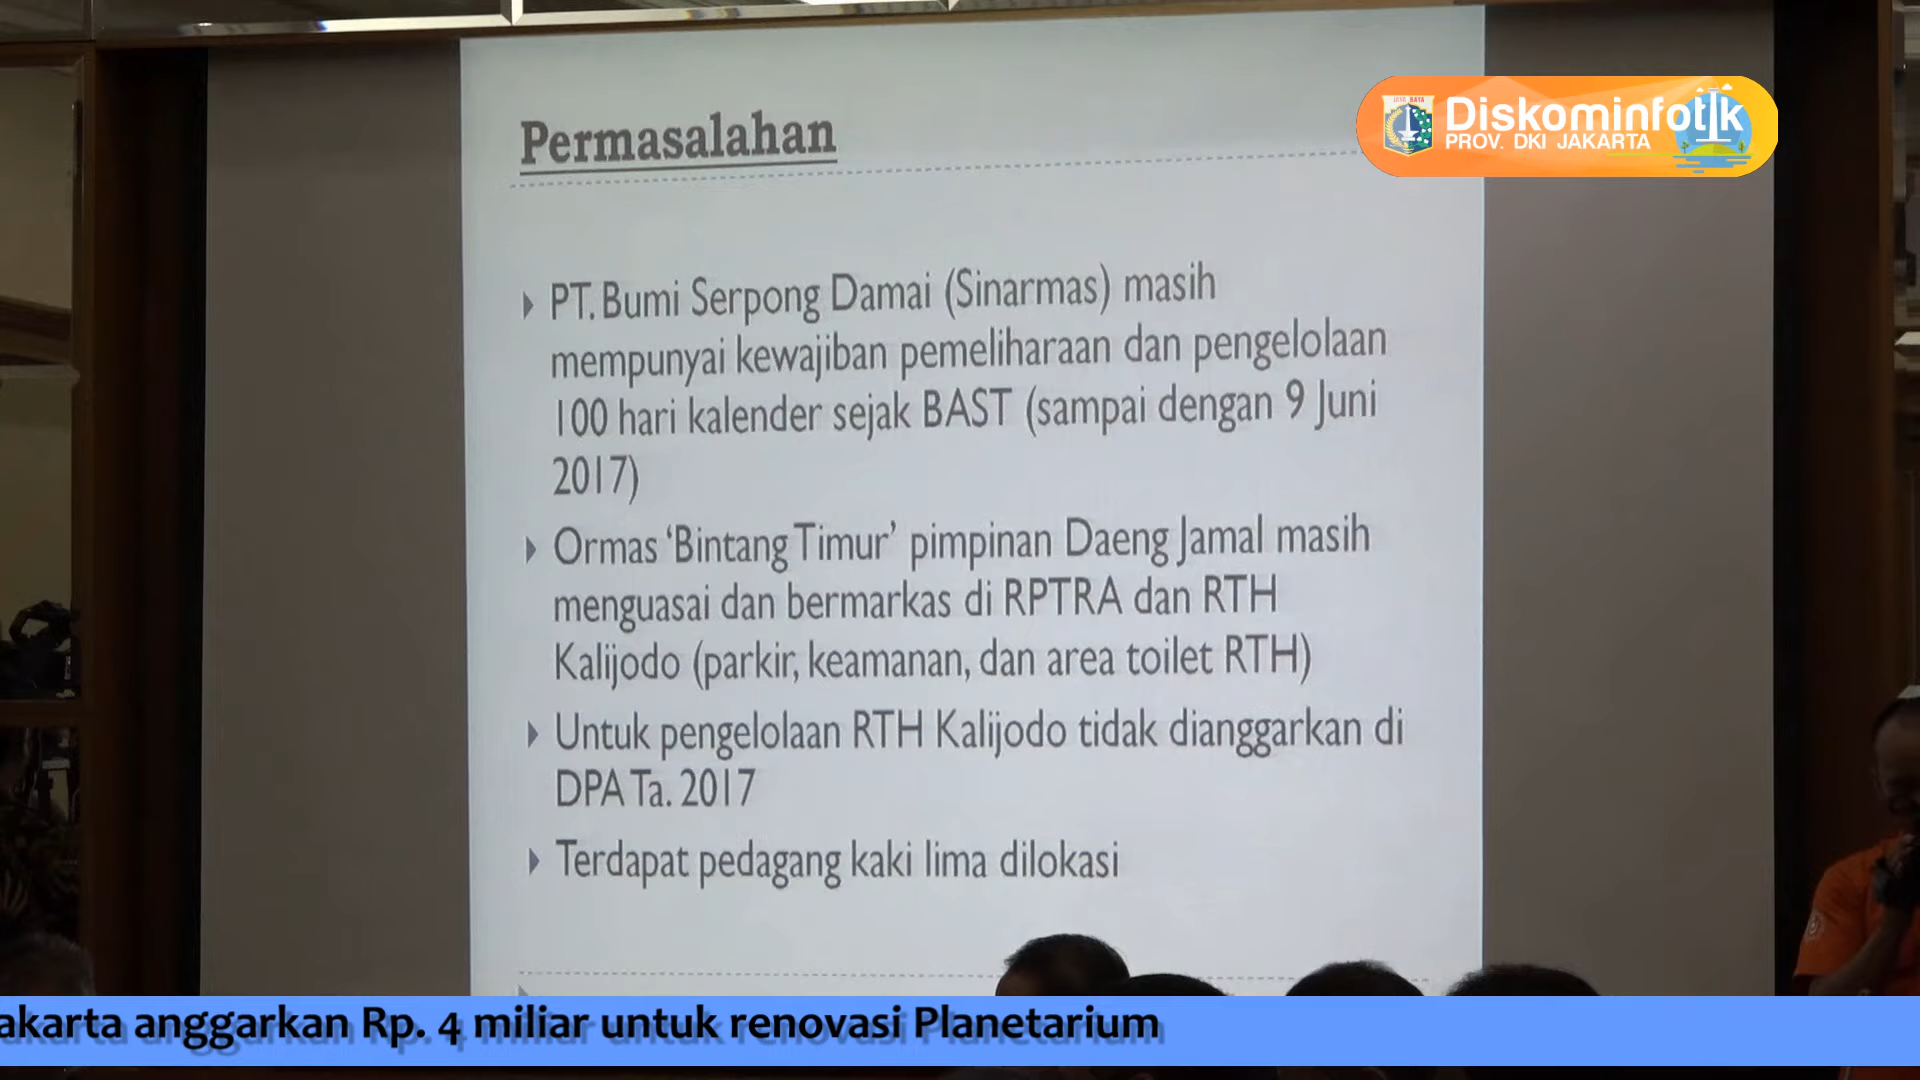 Permasalahan
JAYA RAYA
Diskominfotik
PROV. DKI JAKARTA
PT. Bumi Serpong Damai (Sinarmas) masih
mempunyai kewajiban pemeliharaan dan pengelolaan
100 hari kalender sejak BAST (sampai dengan 9 Juni
2017)
Ormas ‘Bintang Timur’ pimpinan Daeng Jamal masih
menguasai dan bermarkas di RPTRA dan RTH
Kalijodo (parkir, keamanan, dan area toilet RTH)
Untuk pengelolaan RTH Kalijodo tidak dianggarkan di
DPA Ta. 2017
Terdapat pedagang kaki lima dilokasi
akarta anggarkan Rp. 4 miliar untuk renovasi Planetarium